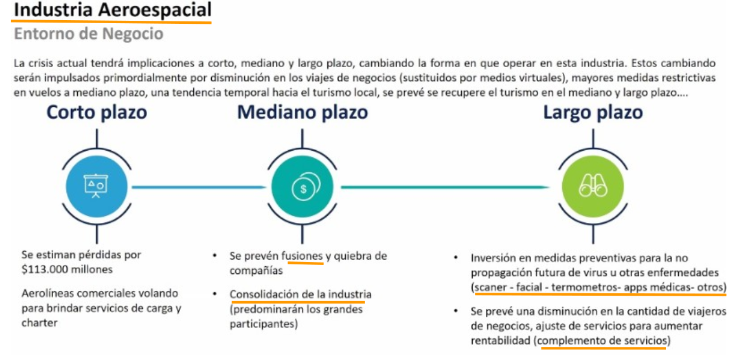 Industria Aeroespacial
Entorno de Negocio
La crisis actual tendrá implicaciones a corto, mediano y largo plazo, cambiando la forma en que operar en esta industria. Estos cambiando
serán impulsados primordialmente por disminución en los viajes de negocios (sustituidos por medios virtuales), mayores medidas restrictivas
en vuelos a mediano plazo, una tendencia temporal hacia el turismo local, se prevé se recupere el turismo en el mediano y largo plazo....
Corto plazo
Mediano plazo
Largo plazo
$
Se estiman pérdidas por
$113.000 millones
Aerolíneas comerciales volando
para brindar servicios de carga y
charter
• Se prevén fusiones y quiebra de
compañías
• Consolidación de la industria
(predominarán los grandes
participantes)
• Inversión en medidas preventivas para la no
propagación futura de virus u otras enfermedades
(scaner - facial - termometros- apps médicas- otros)
• Se prevé una disminución en la cantidad de viajeros
de negocios, ajuste de servicios para aumentar
rentabilidad (complemento de servicios)